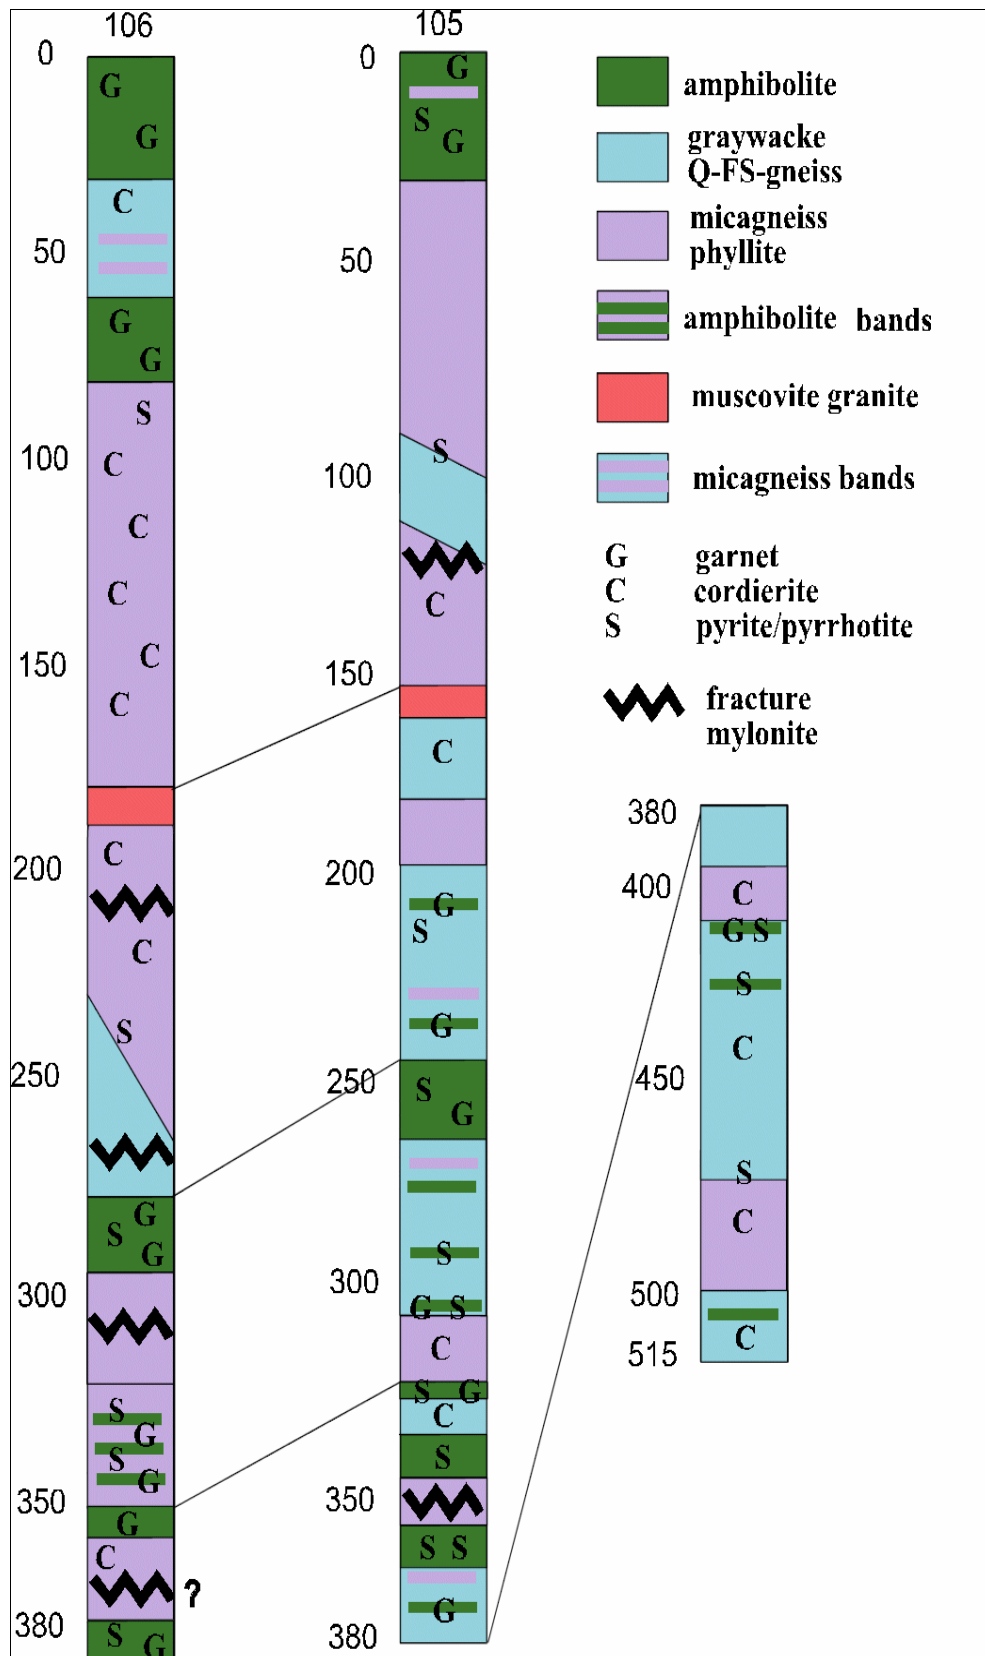 106
0
G
G
C
50
G
G
S
100
C
C
C
150
C
C
200
C
C
S
250
S G
G
300
S
G
S
G
350
G
C
?
380
S G
105
0
G
S
G
50
S
100
C
150
C
200
G
S
G
250
S
G
S
300
G S
C
S G
C
S
350
S S
G
380
amphibolite
graywacke
Q-FS-gneiss
micagneiss
phyllite
amphibolite bands
muscovite granite
micagneiss bands
G garnet
C cordierite
S pyrite/pyrrhotite
fracture
mylonite
380
400
C
G S
S
C
450
S
C
500
C
515